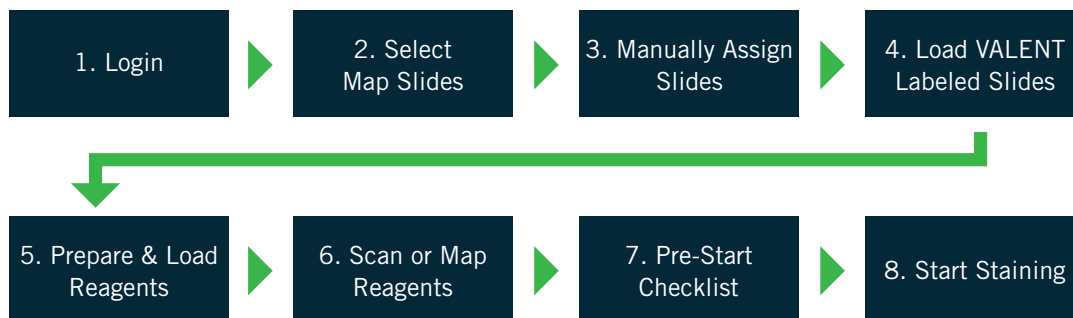 1. Login
2. Select
Map Slides
3. Manually Assign
Slides
4. Load VALENT
Labeled Slides
5. Prepare & Load
Reagents
6. Scan or Map
Reagents
7. Pre-Start
Checklist
8. Start Staining